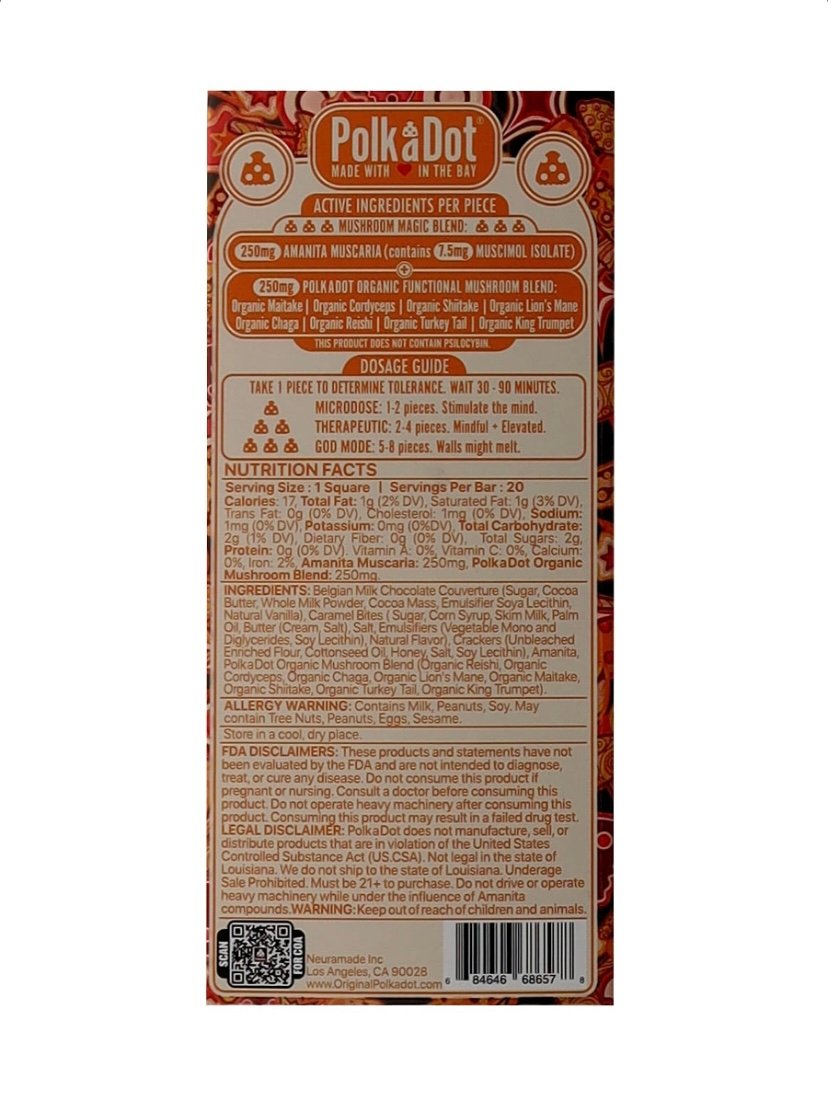 PolkaDot®
MADE WITH ❤ IN THE BAY
ACTIVE INGREDIENTS PER PIECE
MUSHROOM MAGIC BLEND:
250mg AMANITA MUSCARIA (contains 7.5mg MUSCIMOL ISOLATE)
+
250mg POLKADOT ORGANIC FUNCTIONAL MUSHROOM BLEND:
Organic Maitake | Organic Cordyceps | Organic Shiitake | Organic Lion's Mane
Organic Chaga | Organic Reishi | Organic Turkey Tail | Organic King Trumpet
THIS PRODUCT DOES NOT CONTAIN PSILOCYBIN.
DOSAGE GUIDE
TAKE 1 PIECE TO DETERMINE TOLERANCE. WAIT 30 - 90 MINUTES.
MICRODOSE: 1-2 pieces. Stimulate the mind.
THERAPEUTIC: 2-4 pieces. Mindful + Elevated.
GOD MODE: 5-8 pieces. Walls might melt.
NUTRITION FACTS
Serving Size : 1 Square | Servings Per Bar : 20
Calories: 17, Total Fat: 1g (2% DV), Saturated Fat: 1g (3% DV),
Trans Fat: 0g (0% DV), Cholesterol: 1mg (0% DV), Sodium:
1mg (0% DV), Potassium: 0mg (0%DV), Total Carbohydrate:
2g (1% DV), Dietary Fiber: 0g (0% DV), Total Sugars: 2g,
Protein: 0g (0% DV). Vitamin A: 0%, Vitamin C: 0%, Calcium:
0%, Iron: 2%, Amanita Muscaria: 250mg, PolkaDot Organic
Mushroom Blend: 250mg.
INGREDIENTS: Belgian Milk Chocolate Couverture (Sugar, Cocoa
Butter, Whole Milk Powder, Cocoa Mass, Emulsifier Soya Lecithin,
Natural Vanilla), Caramel Bites ( Sugar, Corn Syrup, Skim Milk, Palm
Oil, Butter (Cream, Salt), Salt, Emulsifiers (Vegetable Mono and
Diglycerides, Soy Lecithin), Natural Flavor), Crackers (Unbleached
Enriched Flour, Cottonseed Oil, Honey, Salt, Soy Lecithin), Amanita,
PolkaDot Organic Mushroom Blend (Organic Reishi, Organic
Cordyceps, Organic Chaga, Organic Lion's Mane, Organic Maitake,
Organic Shiitake, Organic Turkey Tail, Organic King Trumpet).
ALLERGY WARNING: Contains Milk, Peanuts, Soy. May
contain Tree Nuts, Peanuts, Eggs, Sesame.
Store in a cool, dry place.
FDA DISCLAIMERS: These products and statements have not
been evaluated by the FDA and are not intended to diagnose,
treat, or cure any disease. Do not consume this product if
pregnant or nursing. Consult a doctor before consuming this
product. Do not operate heavy machinery after consuming this
product. Consuming this product may result in a failed drug test.
LEGAL DISCLAIMER: PolkaDot does not manufacture, sell, or
distribute products that are in violation of the United States
Controlled Substance Act (US.CSA). Not legal in the state of
Louisiana. We do not ship to the state of Louisiana. Underage
Sale Prohibited. Must be 21+ to purchase. Do not drive or operate
heavy machinery while under the influence of Amanita
compounds.WARNING: Keep out of reach of children and animals.
SCAN
FOR COA
Neuramade Inc
Los Angeles, CA 90028
www.OriginalPolkadot.com
6 84646 68657 8